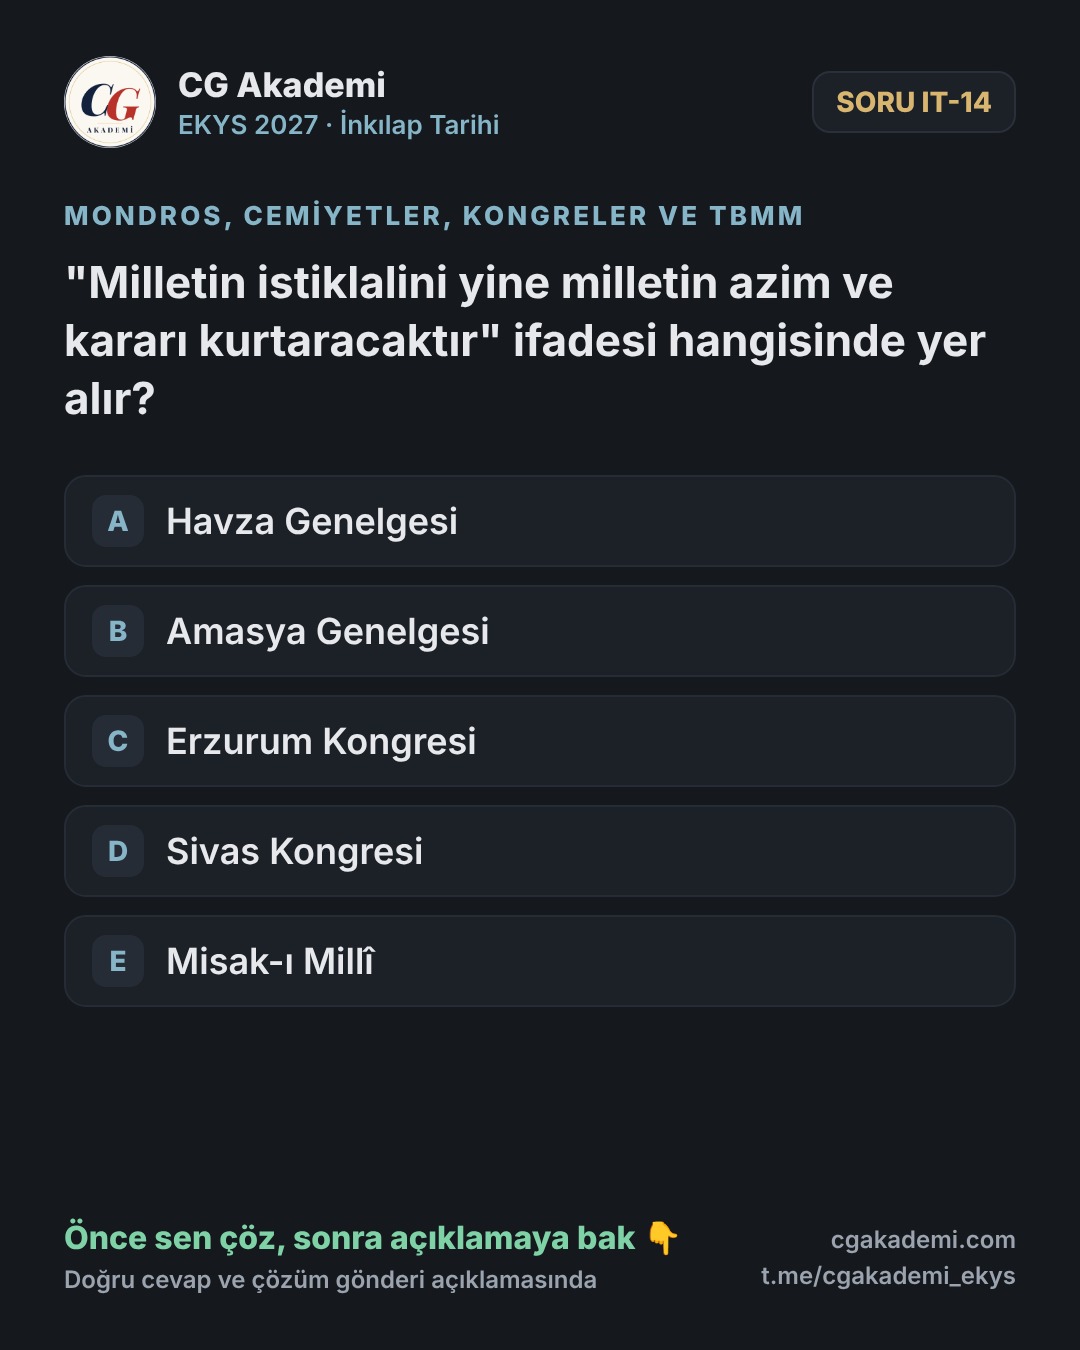 CG
AKADEMİ
CG Akademi
EKYS 2027 · İnkılap Tarihi
SORU IT-14
MONDROS, CEMİYETLER, KONGRELER VE TBMM
"Milletin istiklalini yine milletin azim ve
kararı kurtaracaktır" ifadesi hangisinde yer
alır?
A Havza Genelgesi
B Amasya Genelgesi
C Erzurum Kongresi
D Sivas Kongresi
E Misak-ı Millî
Önce sen çöz, sonra açıklamaya bak 👇
Doğru cevap ve çözüm gönderi açıklamasında
cgakademi.com
t.me/cgakademi_ekys